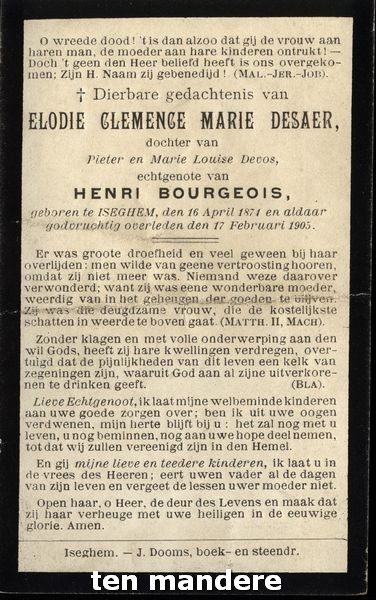 O wreede dood! 't is dan alzoo dat gij de vrouw aan
haren man, de moeder aan hare kinderen ontrukt! —
Doch 't geen den Heer beliefd heeft is ons overgeko-
men; Zijn H. Naam zij gebenedijd! (MAL.-JER.-JOB).
† Dierbare gedachtenis van
ELODIE CLEMENCE MARIE DESAER,
dochter van
Pieter en Marie Louise Devos,
echtgenote van
HENRI BOURGEOIS,
geboren te ISEGHEM, den 16 April 1871 en aldaar
godvruchtig overleden den 17 Februari 1905.
Er was groote droefheid en veel geween bij haar
overlijden: men wilde van geene vertroosting hooren,
omdat zij niet meer was. Niemand weze daarover
verwonderd; want zij was eene wonderbare moeder,
weerdig van in het geheugen der goeden te blijven.
Zij was die deugdzame vrouw, die de kostelijkste
schatten in weerde te boven gaat. (MATTH. II, MACH).
Zonder klagen en met volle onderwerping aan den
wil Gods, heeft zij hare kwellingen verdregen, over-
tuigd dat de pijnlijkheden van dit leven een kelk van
zegeningen zijn, waaruit God aan al zijne uitverkore-
nen te drinken geeft. (BLA).
Lieve Echtgenoot, ik laat mijne welbeminde kinderen
aan uwe goede zorgen over; ben ik uit uwe oogen
verdwenen, mijn herte blijft bij u: het zal nog met u
leven, u nog beminnen, nog aan uwe hope deel nemen,
tot dat wij zullen vereenigd zijn in den Hemel.
En gij mijne lieve en teedere kinderen, ik laat u in
de vrees des Heeren; eert uwen vader al de dagen
van zijn leven en vergeet de lessen uwer moeder niet.
Open haar, o Heer, de deur des Levens en maak dat
zij haar verheuge met uwe heiligen in de eeuwige
glorie. Amen.
Iseghem. — J. Dooms, boek- en steendr.
ten mandere